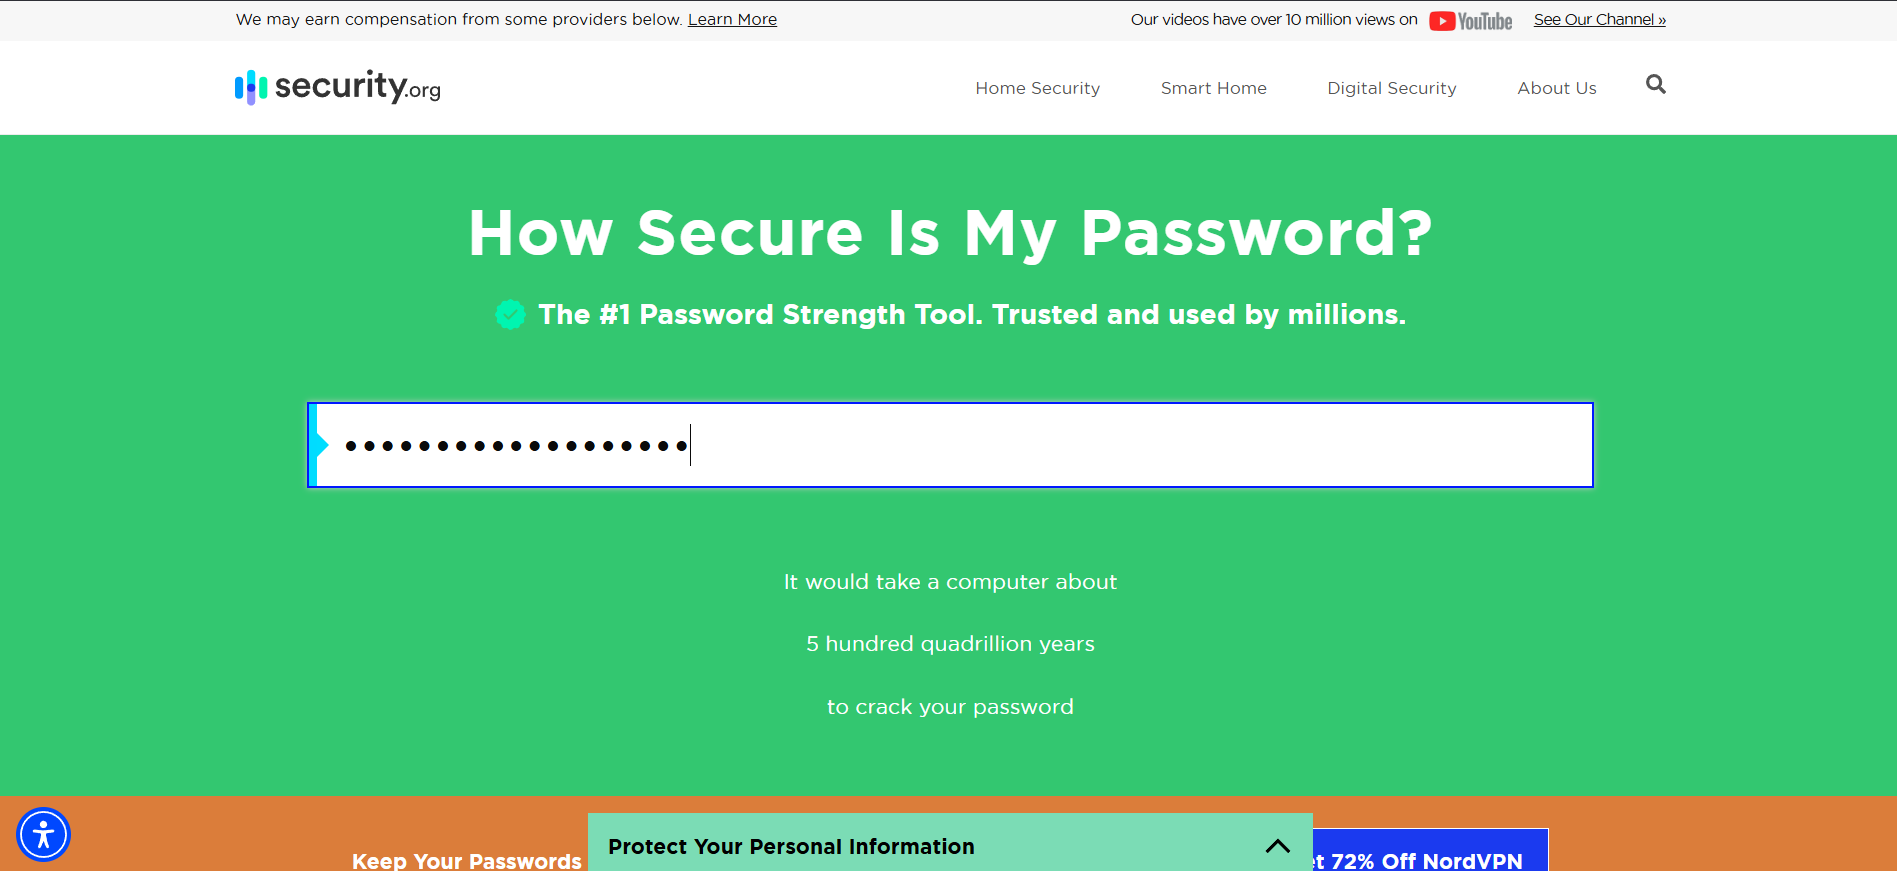 We may earn compensation from some providers below. Learn More
Our videos have over 10 million views on YouTube See Our Channel »
security.org
Home Security Smart Home Digital Security About Us
How Secure Is My Password?
The #1 Password Strength Tool. Trusted and used by millions.
●●●●●●●●●●●●●●●●●●●
It would take a computer about
5 hundred quadrillion years
to crack your password
Keep Your Passwords
Protect Your Personal Information
72% Off NordVPN